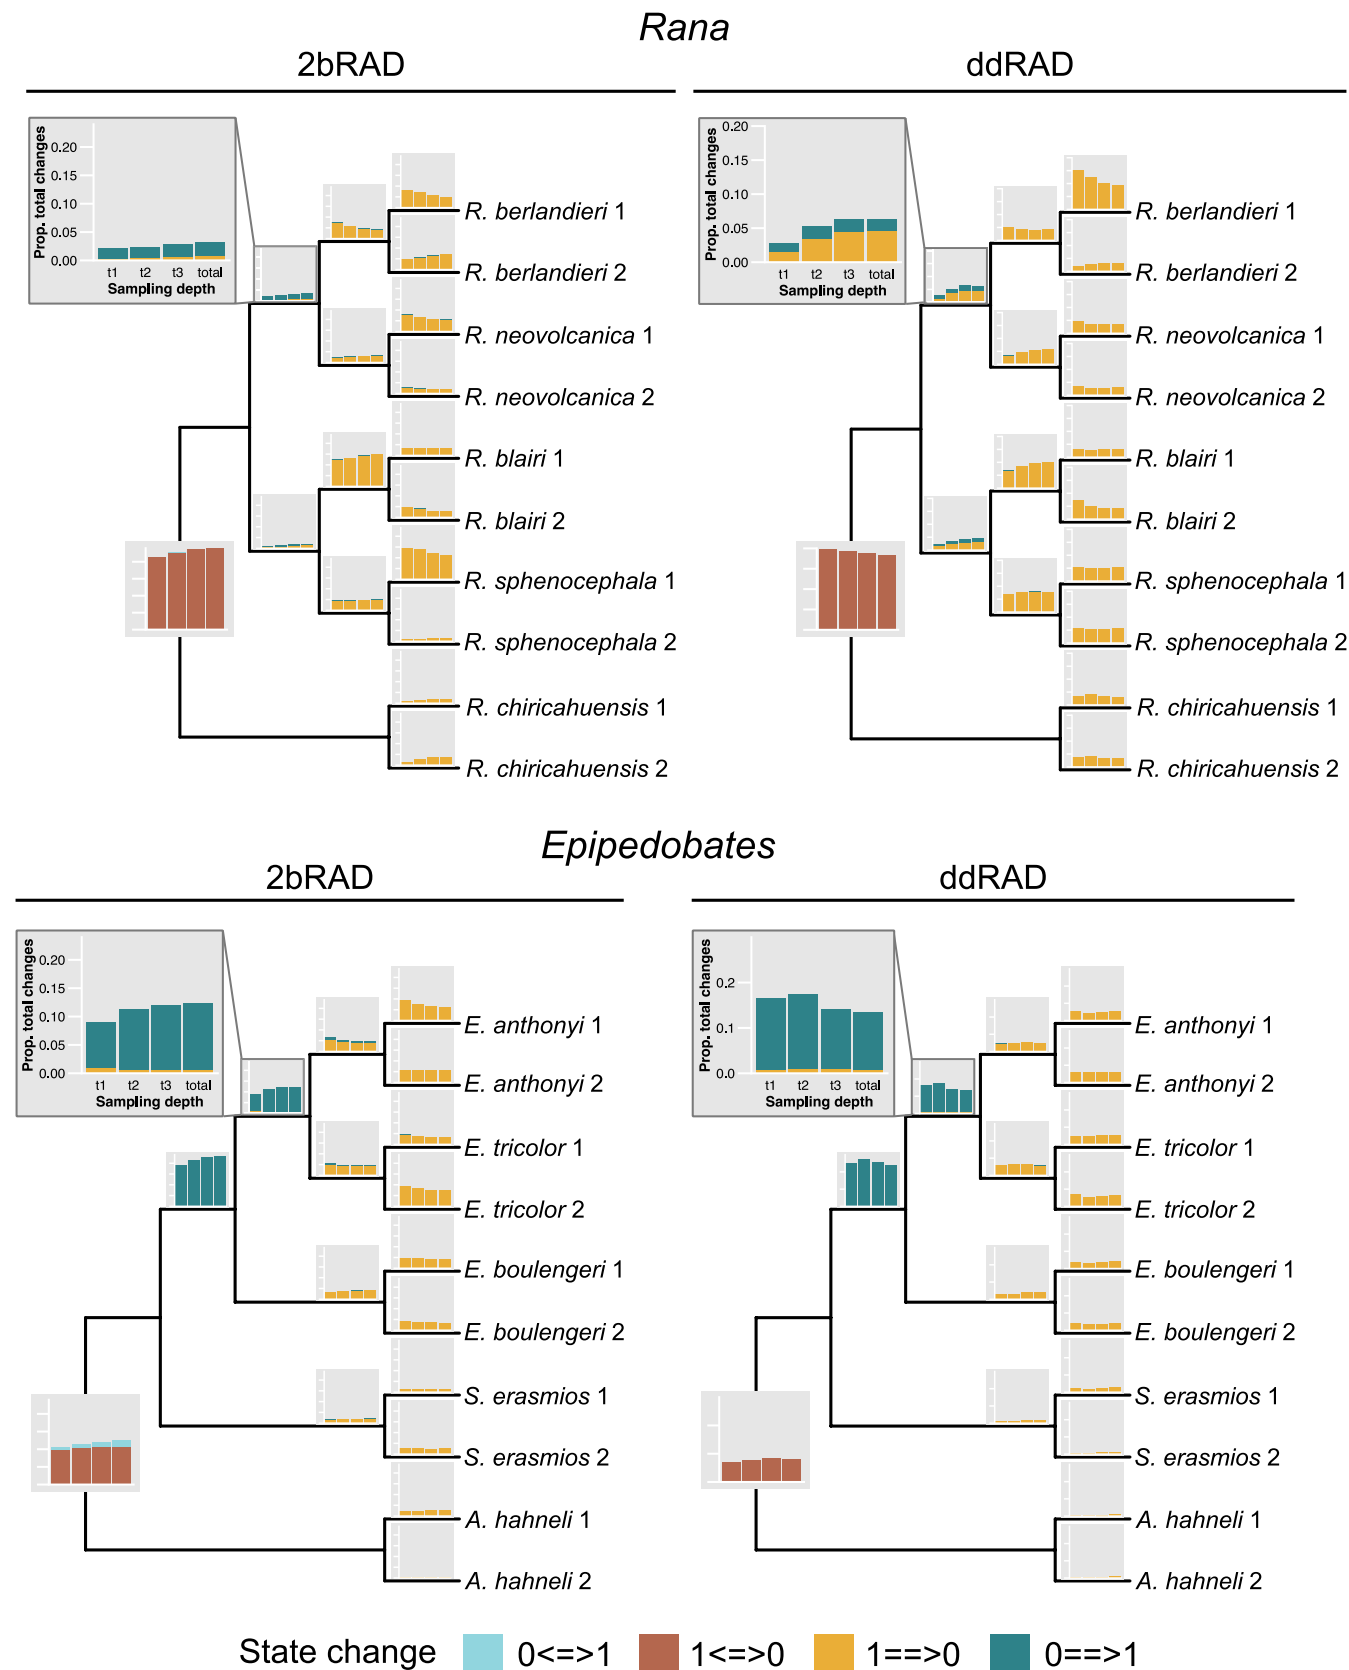 Rana
2bRAD
ddRAD
Prop. total changes
0.20
0.15
0.10
0.05
0.00
t1 t2 t3 total
Sampling depth
R. berlandieri 1
R. berlandieri 2
R. neovolcanica 1
R. neovolcanica 2
R. blairi 1
R. blairi 2
R. sphenocephala 1
R. sphenocephala 2
R. chiricahuensis 1
R. chiricahuensis 2
Prop. total changes
0.20
0.15
0.10
0.05
0.00
t1 t2 t3 total
Sampling depth
R. berlandieri 1
R. berlandieri 2
R. neovolcanica 1
R. neovolcanica 2
R. blairi 1
R. blairi 2
R. sphenocephala 1
R. sphenocephala 2
R. chiricahuensis 1
R. chiricahuensis 2
Epipedobates
2bRAD
ddRAD
Prop. total changes
0.20
0.15
0.10
0.05
0.00
t1 t2 t3 total
Sampling depth
E. anthonyi 1
E. anthonyi 2
E. tricolor 1
E. tricolor 2
E. boulengeri 1
E. boulengeri 2
S. erasmios 1
S. erasmios 2
A. hahneli 1
A. hahneli 2
Prop. total changes
0.2
0.1
0.0
t1 t2 t3 total
Sampling depth
E. anthonyi 1
E. anthonyi 2
E. tricolor 1
E. tricolor 2
E. boulengeri 1
E. boulengeri 2
S. erasmios 1
S. erasmios 2
A. hahneli 1
A. hahneli 2
State change 0<=>1 1<=>0 1==>0 0==>1